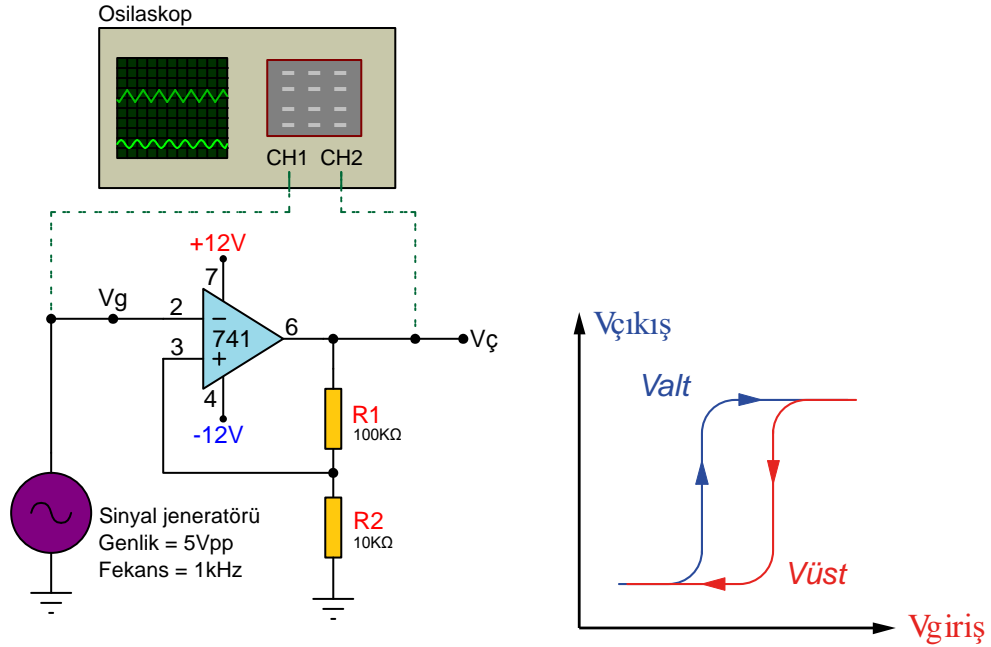 Osilaskop
CH1 CH2
+12V
7
Vg
2
−
741
6
3
+
Vç
4
-12V
R1
100KΩ
R2
10KΩ
Sinyal jeneratörü
Genlik = 5Vpp
Fekans = 1kHz
Vçıkış
Valt
Vüst
Vgiriş